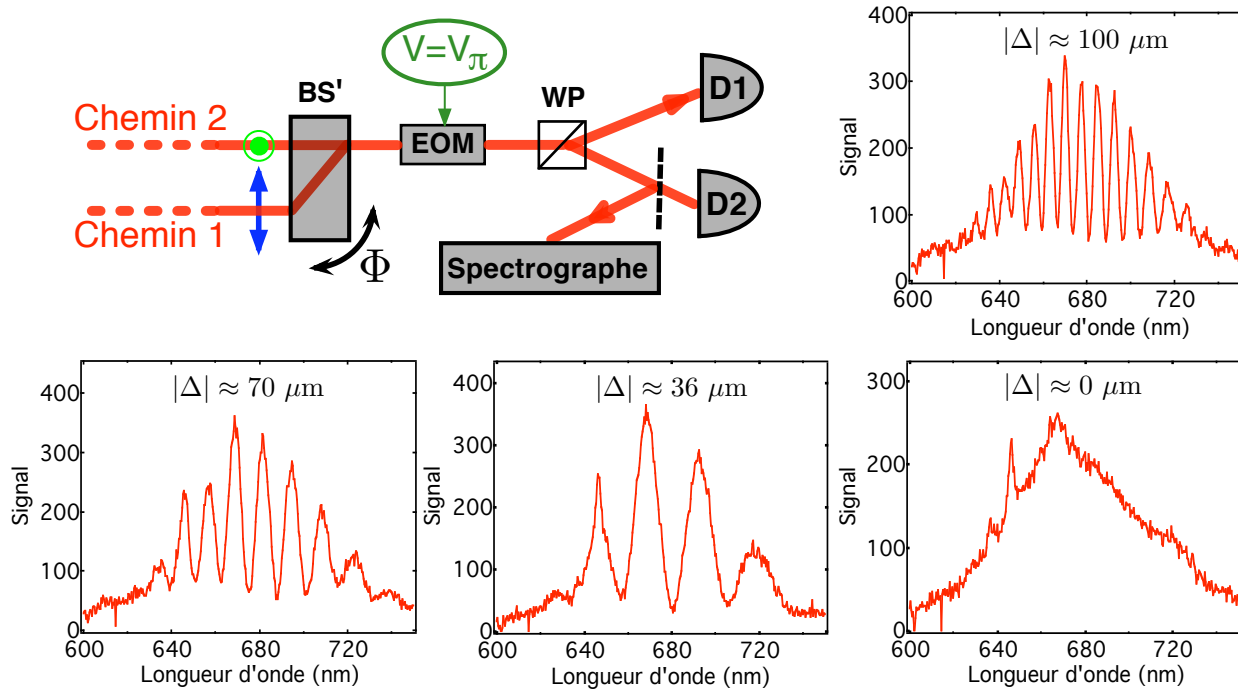 V=Vπ
BS'
WP
D1
Chemin 2
EOM
D2
Chemin 1
Φ
Spectrographe
|Δ| ≈ 100 μm
Signal
400
300
200
100
0
600 640 680 720
Longueur d'onde (nm)
|Δ| ≈ 70 μm
Signal
400
300
200
100
0
600 640 680 720
Longueur d'onde (nm)
|Δ| ≈ 36 μm
Signal
400
300
200
100
0
600 640 680 720
Longueur d'onde (nm)
|Δ| ≈ 0 μm
Signal
300
200
100
0
600 640 680 720
Longueur d'onde (nm)